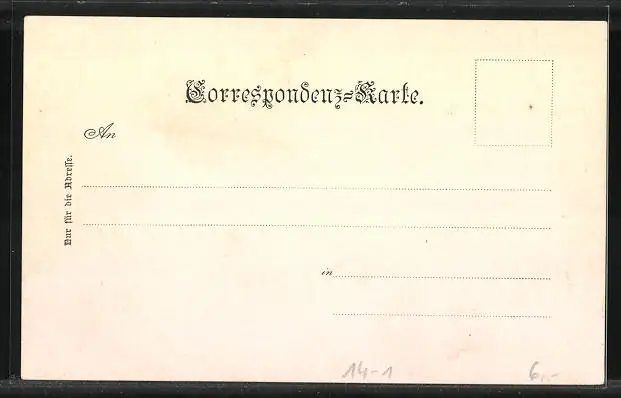 Correspondenz-Karte.
An
Nur für die Adresse.
in
14-1
6,-